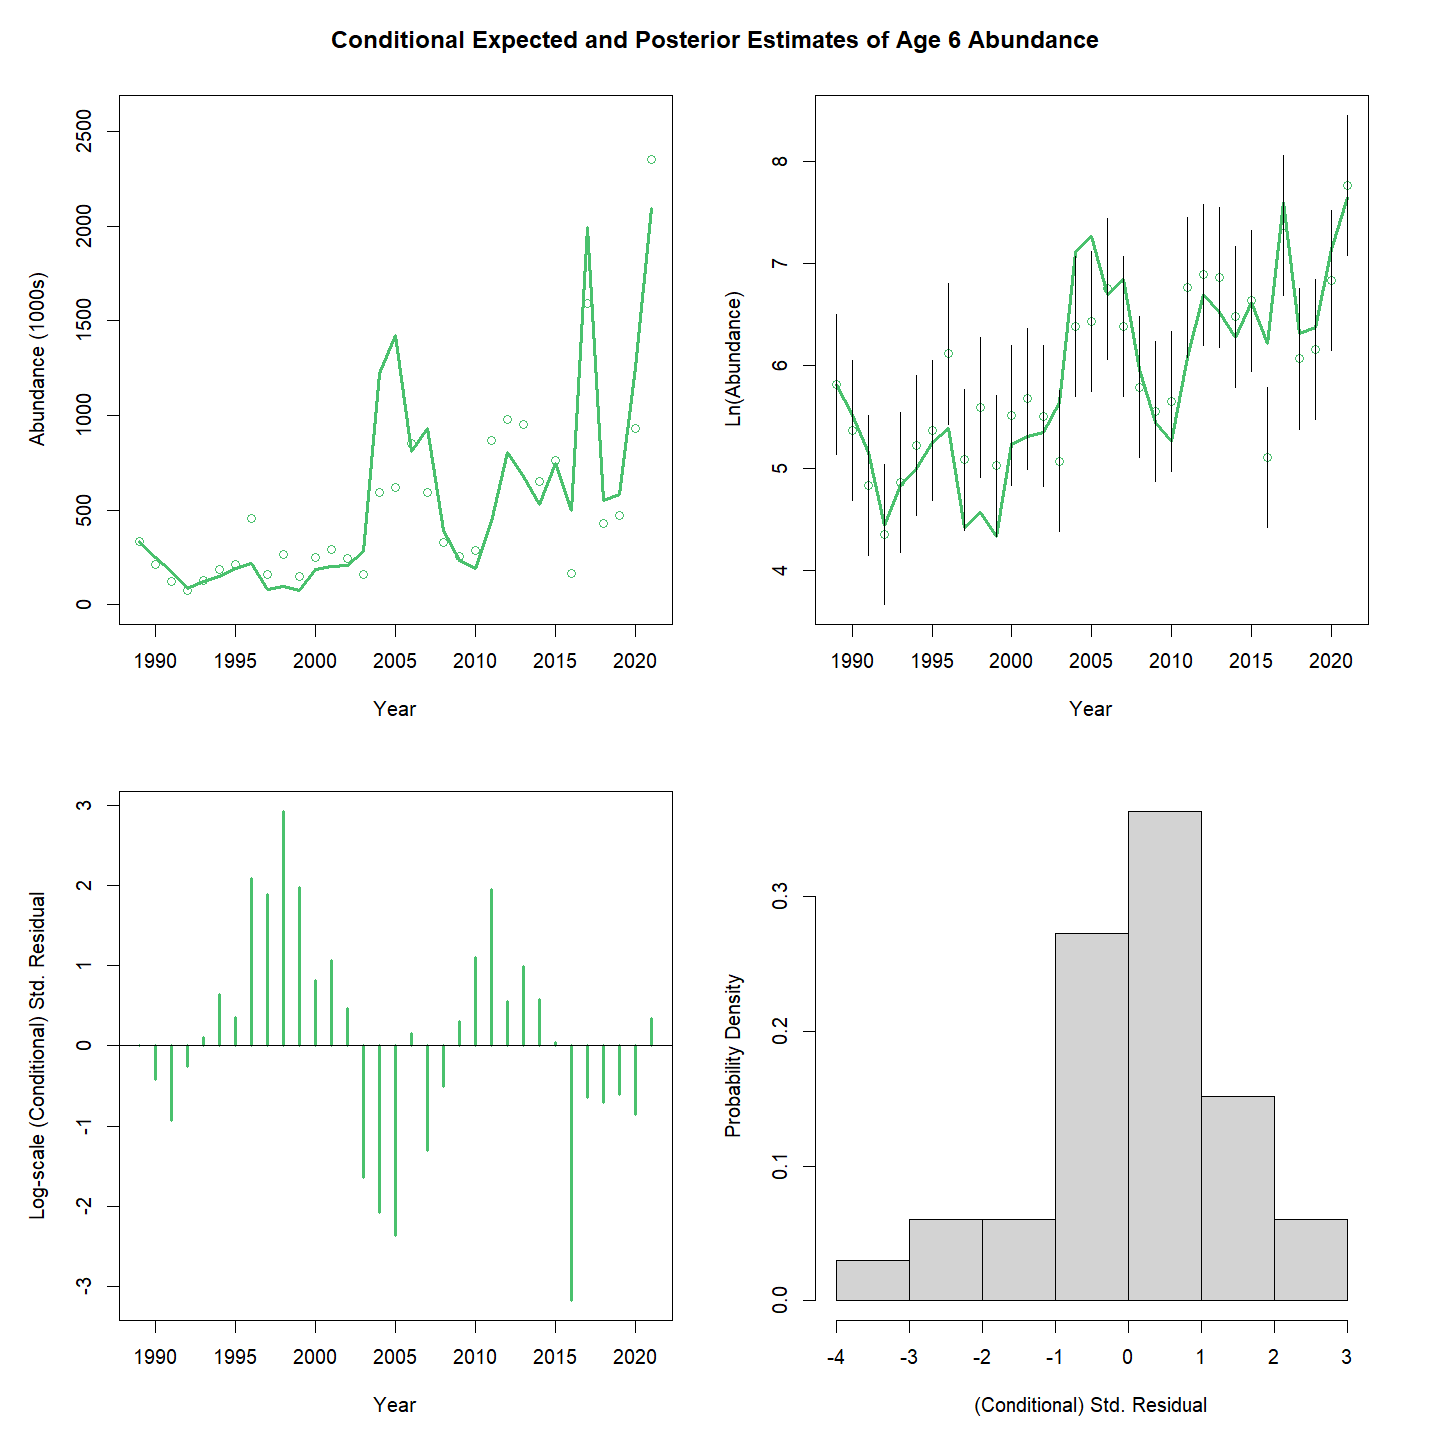 Conditional Expected and Posterior Estimates of Age 6 Abundance
Abundance (1000s)
2500
2000
1500
1000
500
0
1990 1995 2000 2005 2010 2015 2020
Year
Ln(Abundance)
8
7
6
5
4
1990 1995 2000 2005 2010 2015 2020
Year
Log-scale (Conditional) Std. Residual
3
2
1
0
-1
-2
-3
1990 1995 2000 2005 2010 2015 2020
Year
Probability Density
0.3
0.2
0.1
0.0
-4 -3 -2 -1 0 1 2 3
(Conditional) Std. Residual